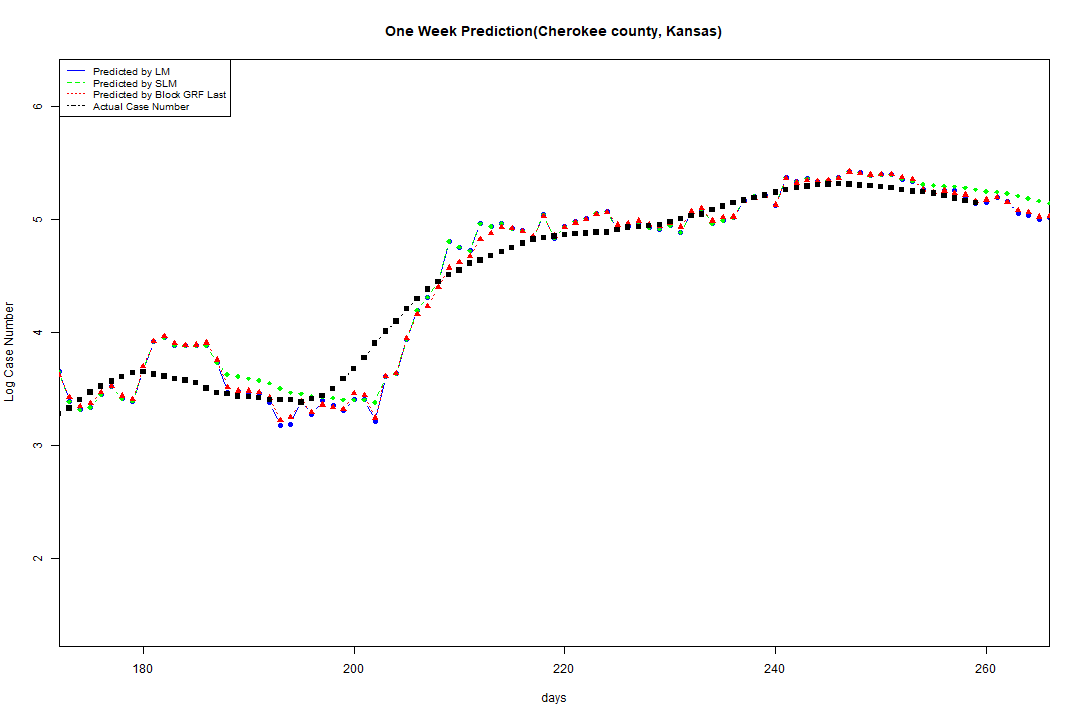 One Week Prediction(Cherokee county, Kansas)
Predicted by LM
Predicted by SLM
Predicted by Block GRF Last
Actual Case Number
6
5
4
3
2
Log Case Number
180 200 220 240 260
days